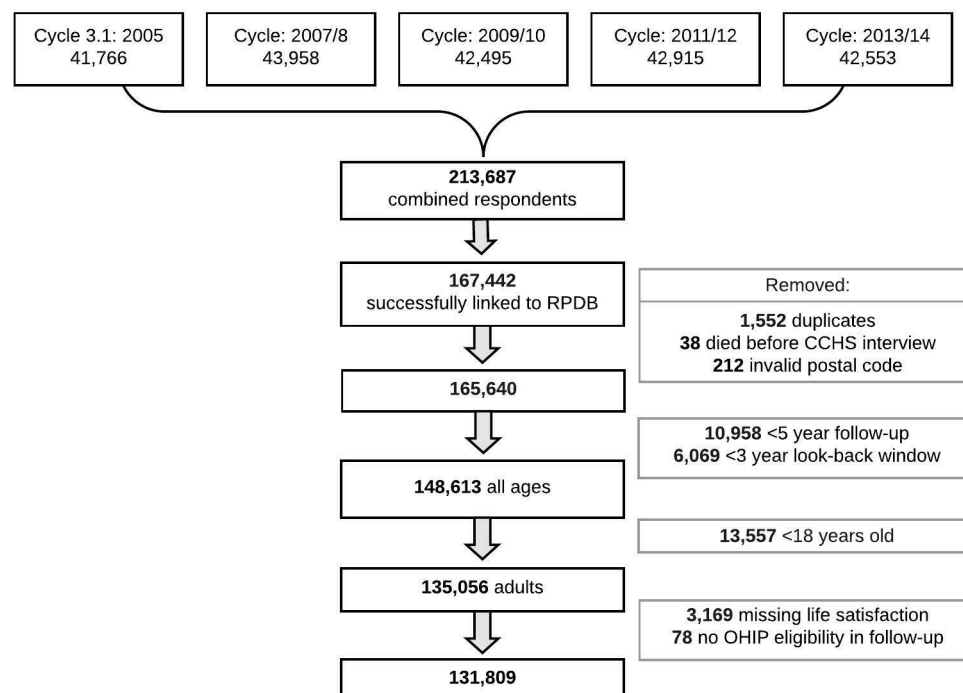 Cycle 3.1: 2005
41,766
Cycle: 2007/8
43,958
Cycle: 2009/10
42,495
Cycle: 2011/12
42,915
Cycle: 2013/14
42,553
213,687
combined respondents
167,442
successfully linked to RPDB
Removed:
1,552 duplicates
38 died before CCHS interview
212 invalid postal code
165,640
10,958 <5 year follow-up
6,069 <3 year look-back window
148,613 all ages
13,557 <18 years old
135,056 adults
3,169 missing life satisfaction
78 no OHIP eligibility in follow-up
131,809